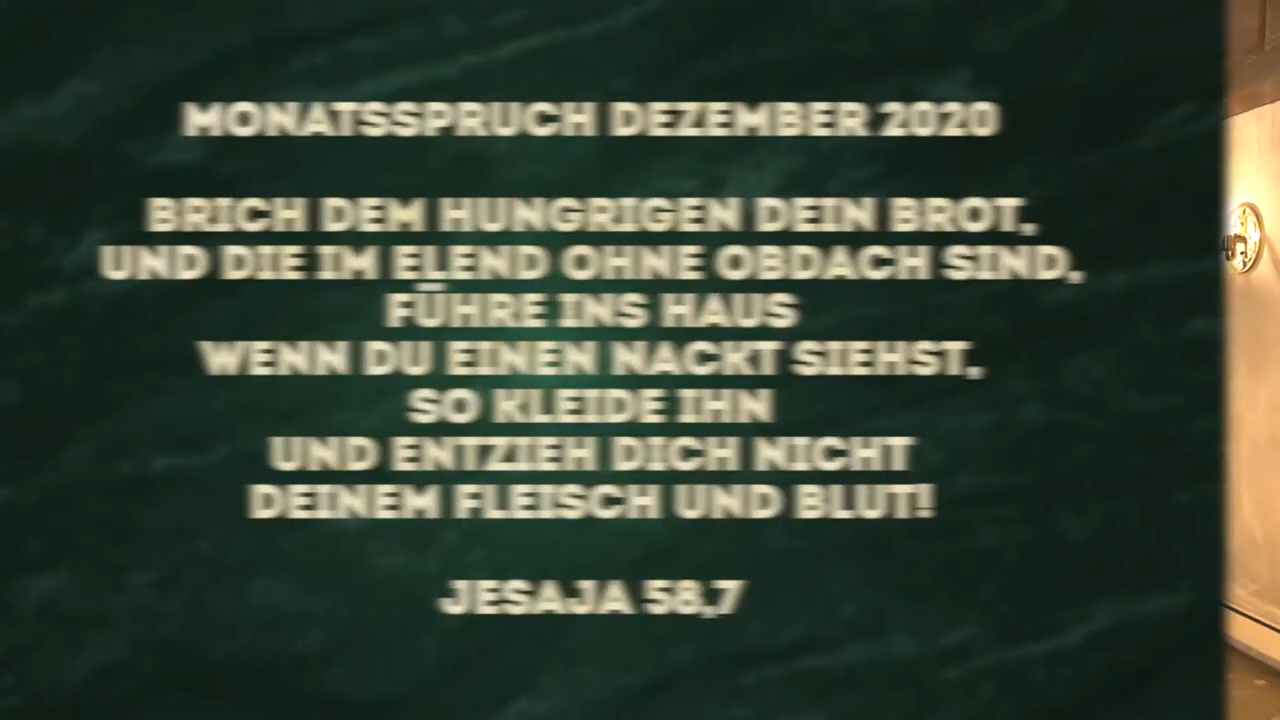 MONATSSPRUCH DEZEMBER 2020
BRICH DEM HUNGRIGEN DEIN BROT,
UND DIE IM ELEND OHNE OBDACH SIND,
FÜHRE INS HAUS
WENN DU EINEN NACKT SIEHST,
SO KLEIDE IHN
UND ENTZIEH DICH NICHT
DEINEM FLEISCH UND BLUT!
JESAJA 58,7